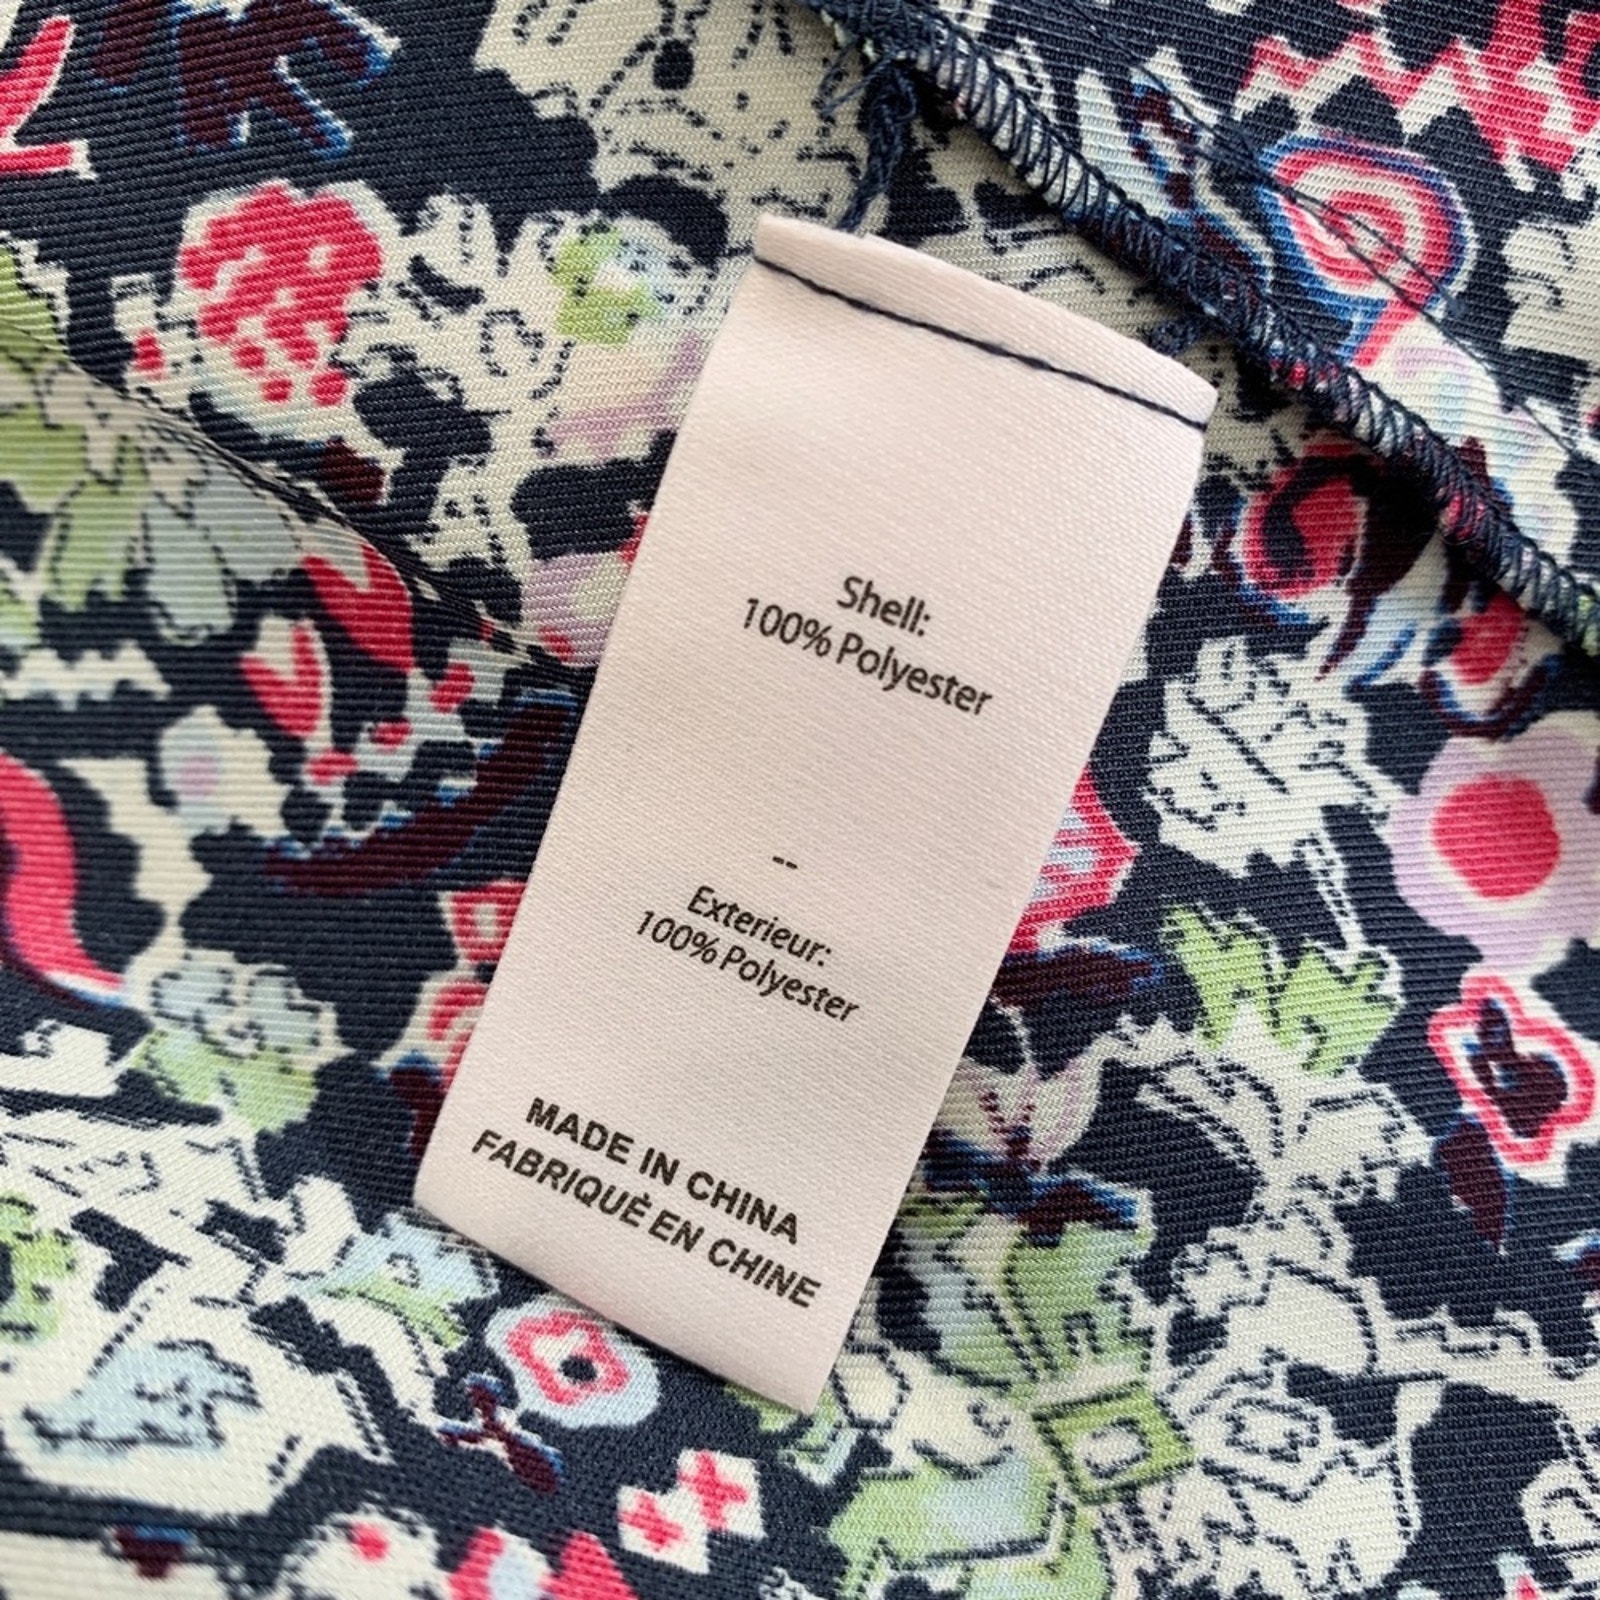 Shell:
100% Polyester
--
Exterieur:
100% Polyester
MADE IN CHINA
FABRIQUÈ EN CHINE